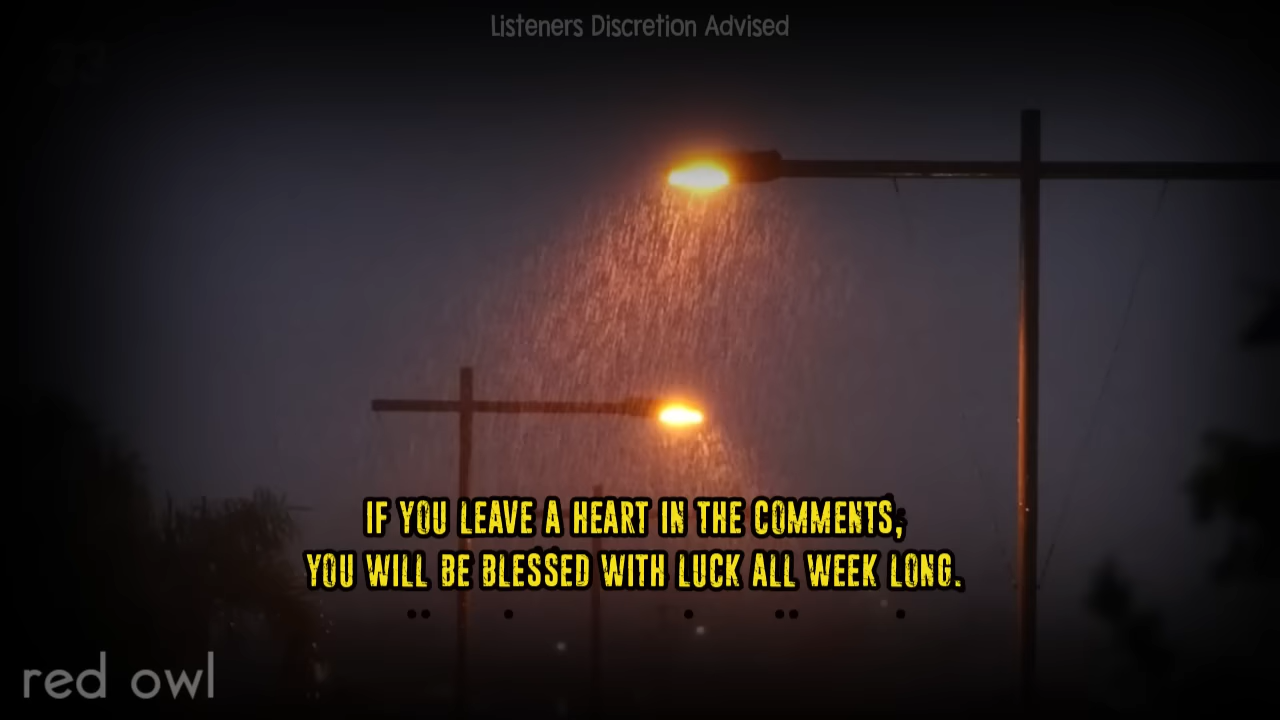 Listeners Discretion Advised
IF YOU LEAVE A HEART IN THE COMMENTS,
YOU WILL BE BLESSED WITH LUCK ALL WEEK LONG.
red owl